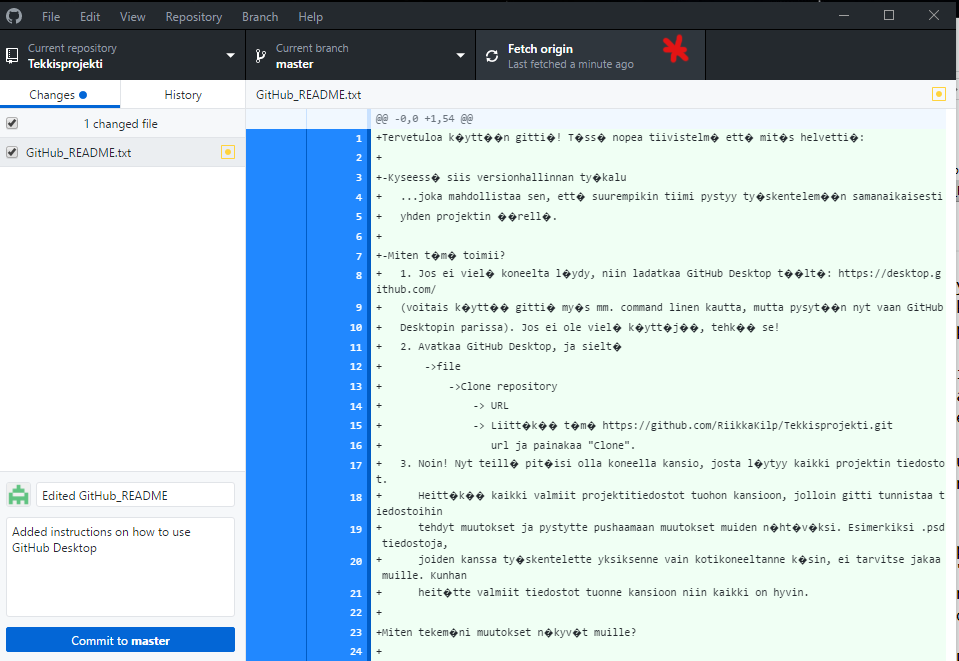 File Edit View Repository Branch Help
Current repository
Tekkisprojekti
Current branch
master
Fetch origin
Last fetched a minute ago
Changes
History
GitHub_README.txt
1 changed file
GitHub_README.txt
@@ -0,0 +1,54 @@
1 +Tervetuloa k�ytt��n gitti�! T�ss� nopea tiivistelm� ett� mit�s helvetti�:
2 +
3 +-Kyseess� siis versionhallinnan ty�kalu
4 + ...joka mahdollistaa sen, ett� suurempikin tiimi pystyy ty�skentelem��n samanaikaisesti
5 + yhden projektin ��rell�.
6 +
7 +-Miten t�m� toimii?
8 + 1. Jos ei viel� koneelta l�ydy, niin ladatkaa GitHub Desktop t��lt�: https://desktop.g
ithub.com/
9 + (voitais k�ytt�� gitti� my�s mm. command linen kautta, mutta pysyt��n nyt vaan GitHub
10 + Desktopin parissa). Jos ei ole viel� k�ytt�j��, tehk�� se!
11 + 2. Avatkaa GitHub Desktop, ja sielt�
12 + ->file
13 + ->Clone repository
14 + -> URL
15 + -> Liitt�k�� t�m� https://github.com/RiikkaKilp/Tekkisprojekti.git
16 + url ja painakaa "Clone".
17 + 3. Noin! Nyt teill� pit�isi olla koneella kansio, josta l�ytyy kaikki projektin tiedosto
t.
18 + Heitt�k�� kaikki valmiit projektitiedostot tuohon kansioon, jolloin gitti tunnistaa t
iedostoihin
19 + tehdyt muutokset ja pystytte pushaamaan muutokset muiden n�ht�v�ksi. Esimerkiksi .psd
tiedostoja,
20 + joiden kanssa ty�skentelette yksiksenne vain kotikoneeltanne k�sin, ei tarvitse jakaa
muille. Kunhan
21 + heit�tte valmiit tiedostot tuonne kansioon niin kaikki on hyvin.
22 +
23 +Miten tekem�ni muutokset n�kyv�t muille?
24 +
Edited GitHub_README
Added instructions on how to use
GitHub Desktop
Commit to master